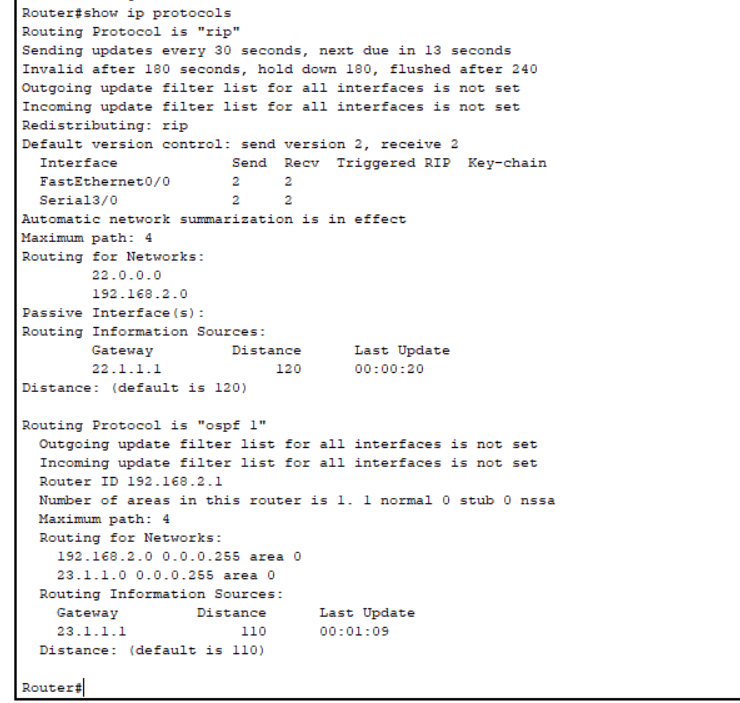 Router#show ip protocols
Routing Protocol is "rip"
Sending updates every 30 seconds, next due in 13 seconds
Invalid after 180 seconds, hold down 180, flushed after 240
Outgoing update filter list for all interfaces is not set
Incoming update filter list for all interfaces is not set
Redistributing: rip
Default version control: send version 2, receive 2
Interface Send Recv Triggered RIP Key-chain
FastEthernet0/0 2 2
Serial3/0 2 2
Automatic network summarization is in effect
Maximum path: 4
Routing for Networks:
22.0.0.0
192.168.2.0
Passive Interface(s):
Routing Information Sources:
Gateway Distance Last Update
22.1.1.1 120 00:00:20
Distance: (default is 120)
Routing Protocol is "ospf 1"
Outgoing update filter list for all interfaces is not set
Incoming update filter list for all interfaces is not set
Router ID 192.168.2.1
Number of areas in this router is 1. 1 normal 0 stub 0 nssa
Maximum path: 4
Routing for Networks:
192.168.2.0 0.0.0.255 area 0
23.1.1.0 0.0.0.255 area 0
Routing Information Sources:
Gateway Distance Last Update
23.1.1.1 110 00:01:09
Distance: (default is 110)
Router#